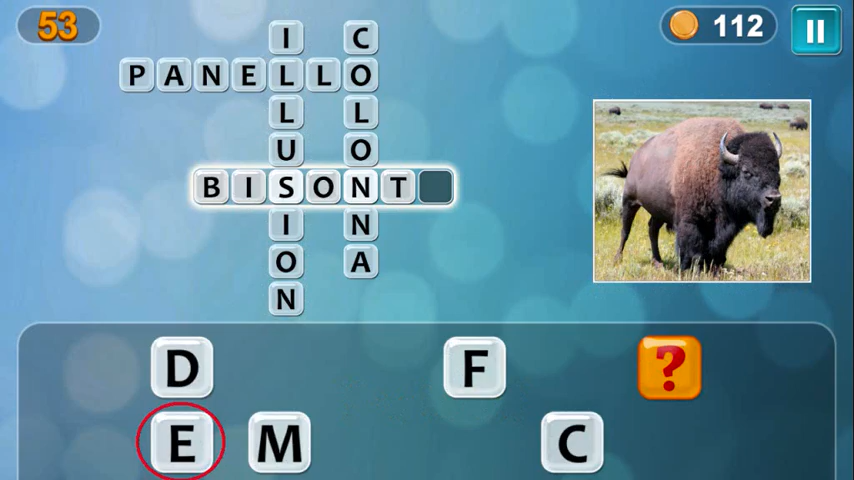 53
112
I C
PANELLO
L L
U O
BISONT
I N
O A
N
D F ?
E M C